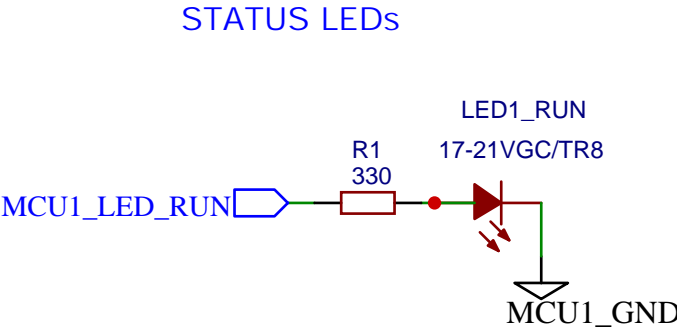 STATUS LEDs
LED1_RUN
R1
17-21VGC/TR8
330
MCU1_LED_RUN
MCU1_GND